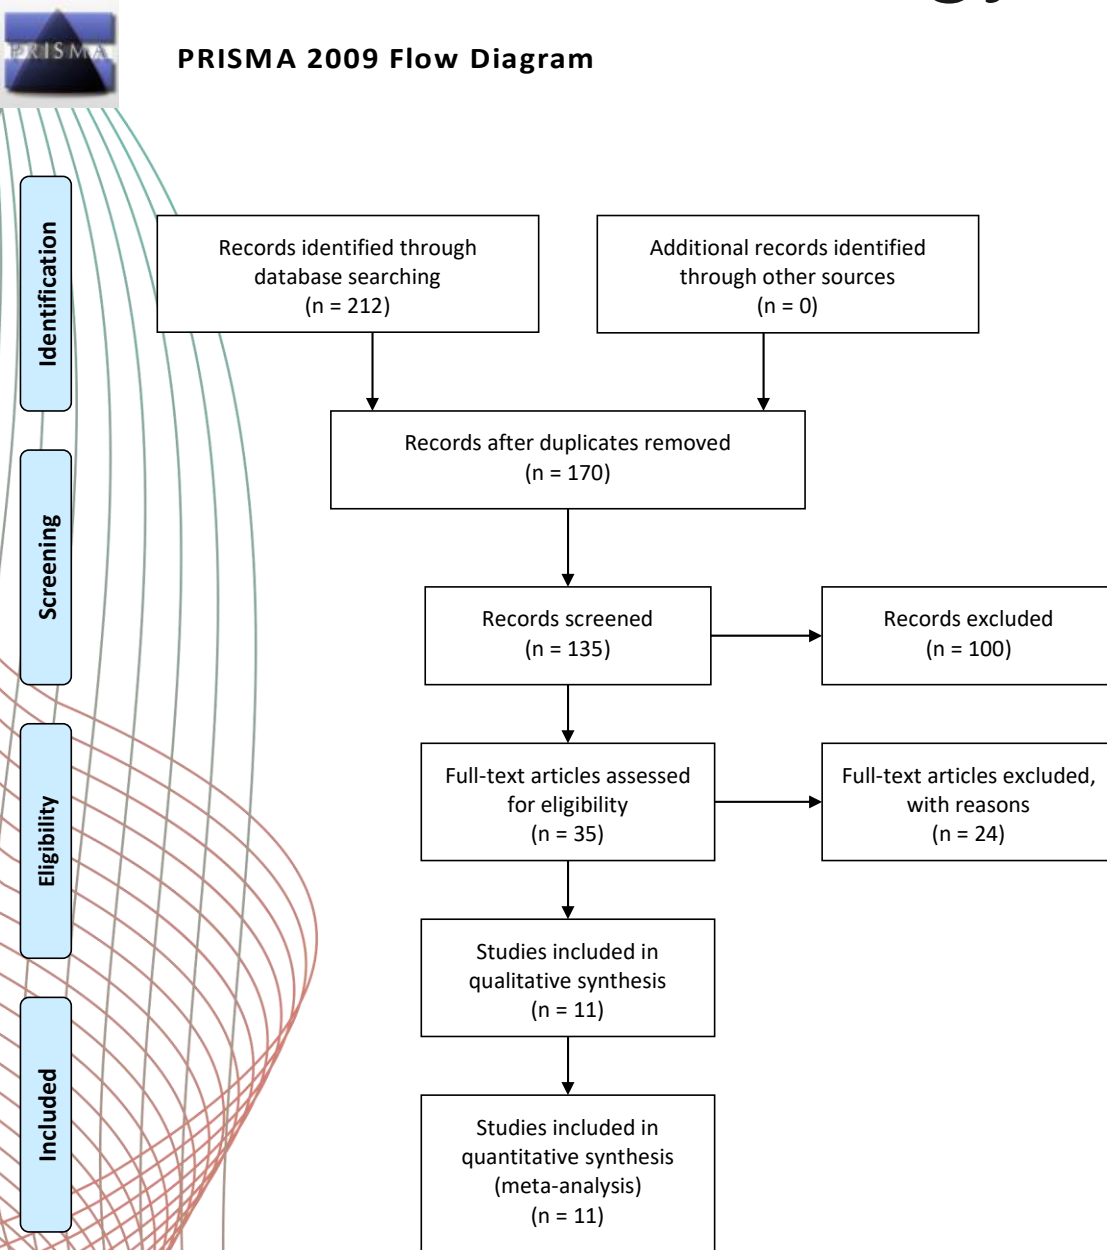 PRISMA
PRISMA 2009 Flow Diagram
Identification
Records identified through
database searching
(n = 212)
Additional records identified
through other sources
(n = 0)
Records after duplicates removed
(n = 170)
Screening
Records screened
(n = 135)
Records excluded
(n = 100)
Eligibility
Full-text articles assessed
for eligibility
(n = 35)
Full-text articles excluded,
with reasons
(n = 24)
Studies included in
qualitative synthesis
(n = 11)
Included
Studies included in
quantitative synthesis
(meta-analysis)
(n = 11)